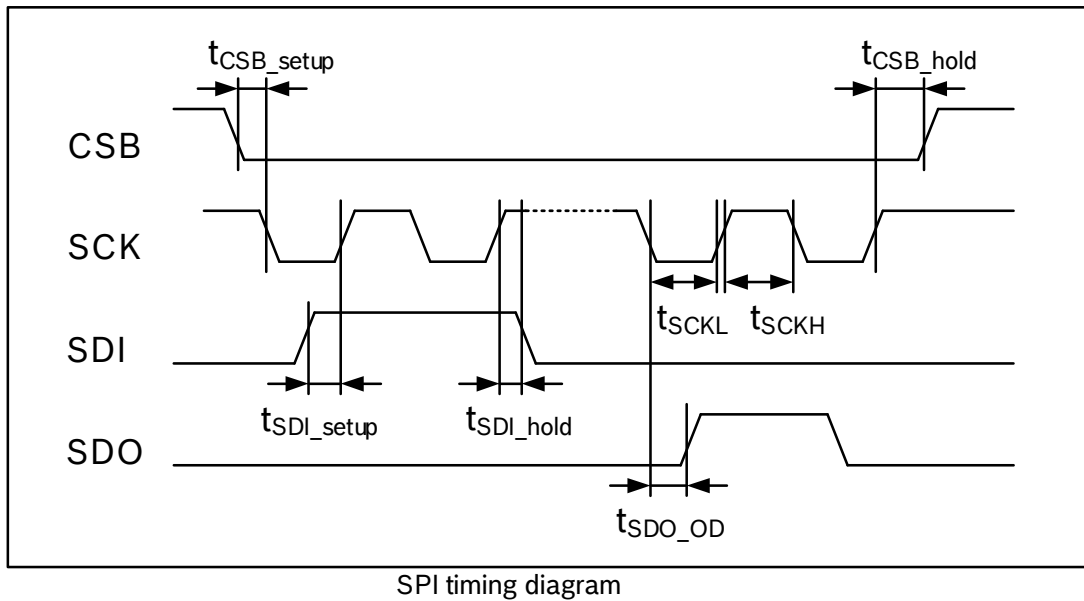 tCSB_setup
tCSB_hold
CSB
SCK
tSCKL
tSCKH
SDI
tSDI_setup
tSDI_hold
SDO
tSDO_OD
SPI timing diagram